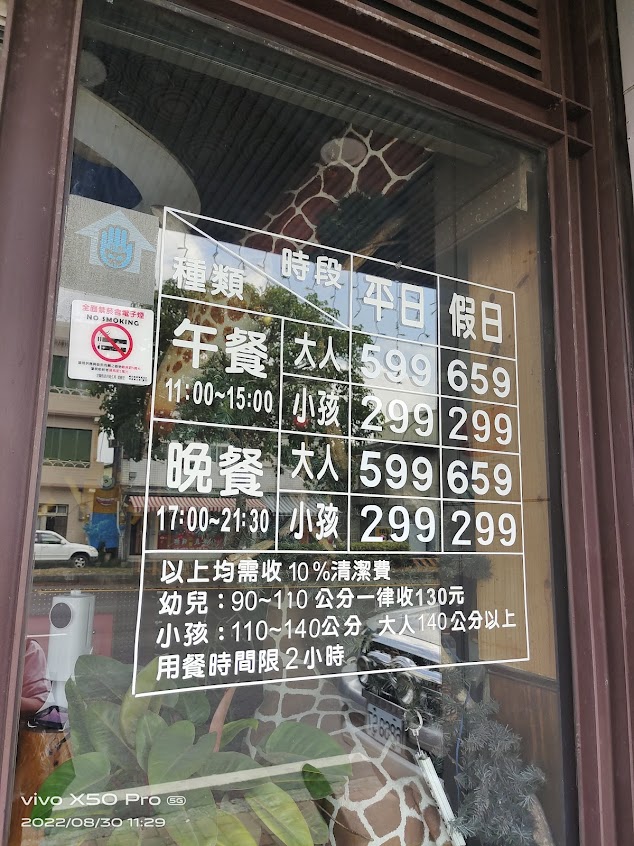 時段
種類
平日 假日
午餐 大人 599 659
11:00~15:00 小孩 299 299
晚餐 大人 599 659
17:00~21:30 小孩 299 299
以上均需收10%清潔費
幼兒：90~110公分一律收130元
小孩：110~140公分 大人140公分以上
用餐時間限2小時
NO SMOKING
vivo X50 Pro 5G
2022/08/30 11:29